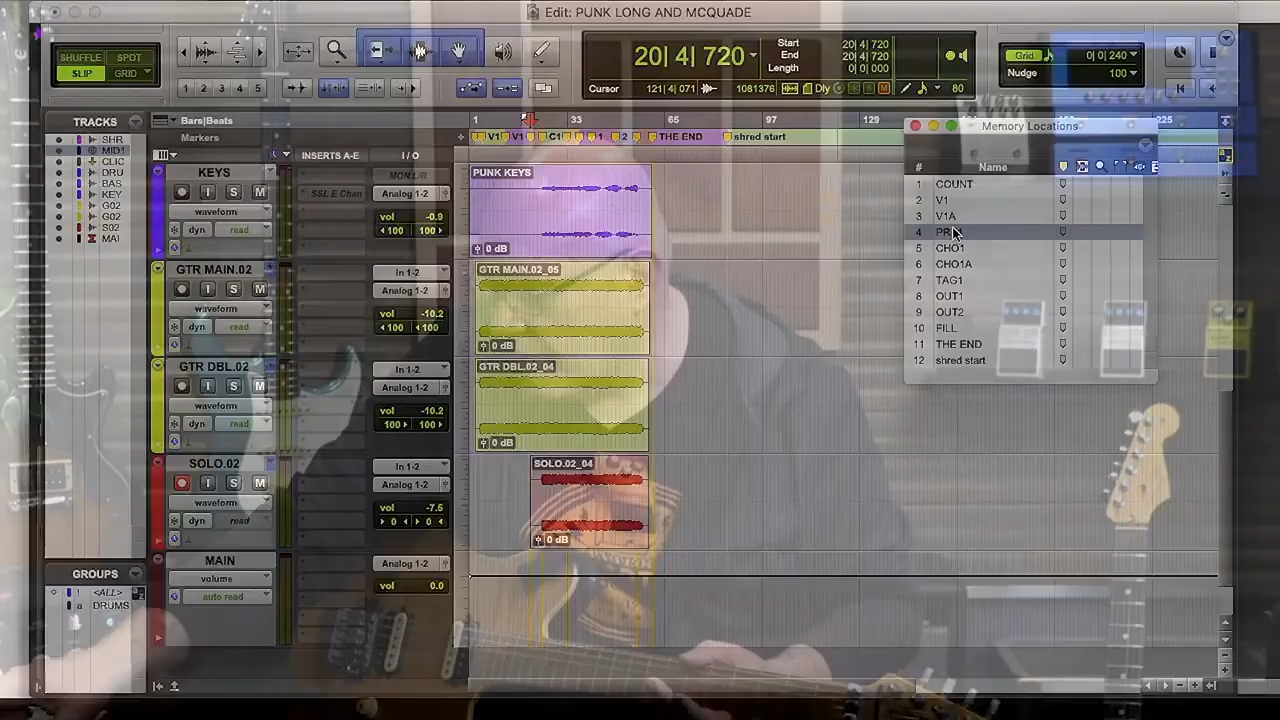 Edit: PUNK LONG AND MCQUADE
SHUFFLE SPOT
SLIP GRID
1 2 3 4 5
20| 4| 720
Start 20| 4| 720
End 20| 4| 720
Length 0| 0| 000
Cursor 121| 4| 071 1081376 Dly 80
Grid 0| 0| 240
Nudge 100
TRACKS
SHR
MID1
CLIC
DRU
BAS
KEY
G02
G02
S02
MAI
Bars|Beats
1 33 65 97 129 225
Markers
V1 V1 C1 1 2 THE END shred start
INSERTS A-E I / O
KEYS
I S M
waveform
dyn read
SSL E Chan
MON L/R
Analog 1-2
vol -0.9
100 100
PUNK KEYS
0 dB
GTR MAIN.02
I S M
waveform
dyn read
In 1-2
Analog 1-2
vol -10.2
100 100
GTR MAIN.02_05
0 dB
GTR DBL.02
I S M
waveform
dyn read
In 1-2
Analog 1-2
vol -10.2
100 100
GTR DBL.02_04
0 dB
SOLO.02
I S M
waveform
dyn read
In 1-2
Analog 1-2
vol -7.5
0 0
SOLO.02_04
0 dB
MAIN
volume
auto read
Analog 1-2
vol 0.0
GROUPS
! <ALL>
a DRUMS
Memory Locations
# Name
1 COUNT
2 V1
3 V1A
4
5 CHO1
6 CHO1A
7 TAG1
8 OUT1
9 OUT2
10 FILL
11 THE END
12 shred start